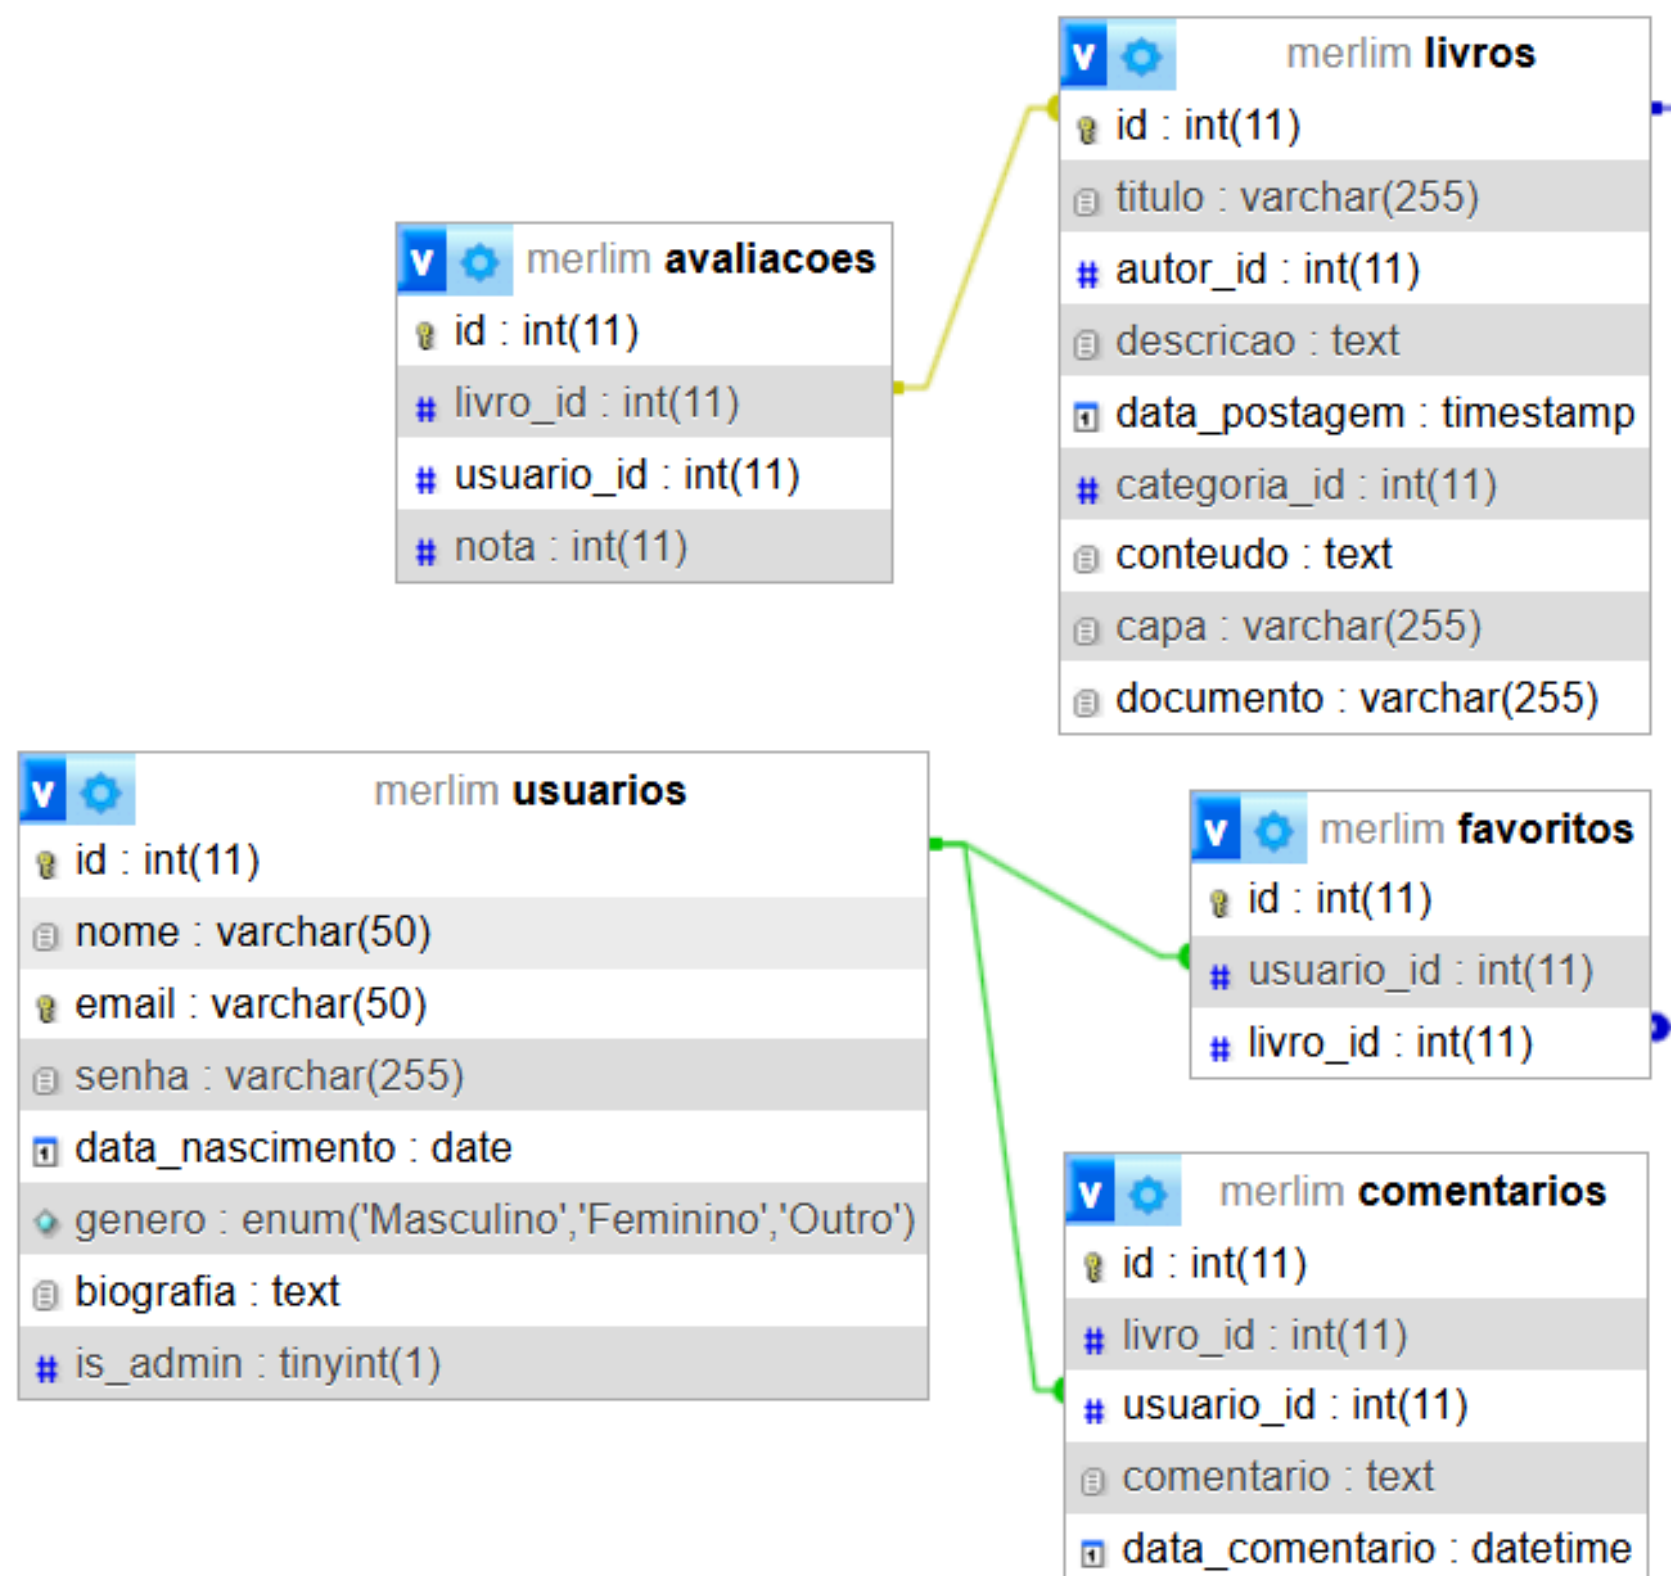 v merlim livros
id : int(11)
titulo : varchar(255)
autor_id : int(11)
descricao : text
data_postagem : timestamp
categoria_id : int(11)
conteudo : text
capa : varchar(255)
documento : varchar(255)
v merlim avaliacoes
id : int(11)
livro_id : int(11)
usuario_id : int(11)
nota : int(11)
v merlim usuarios
id : int(11)
nome : varchar(50)
email : varchar(50)
senha : varchar(255)
data_nascimento : date
genero : enum('Masculino','Feminino','Outro')
biografia : text
is_admin : tinyint(1)
v merlim favoritos
id : int(11)
usuario_id : int(11)
livro_id : int(11)
v merlim comentarios
id : int(11)
livro_id : int(11)
usuario_id : int(11)
comentario : text
data_comentario : datetime